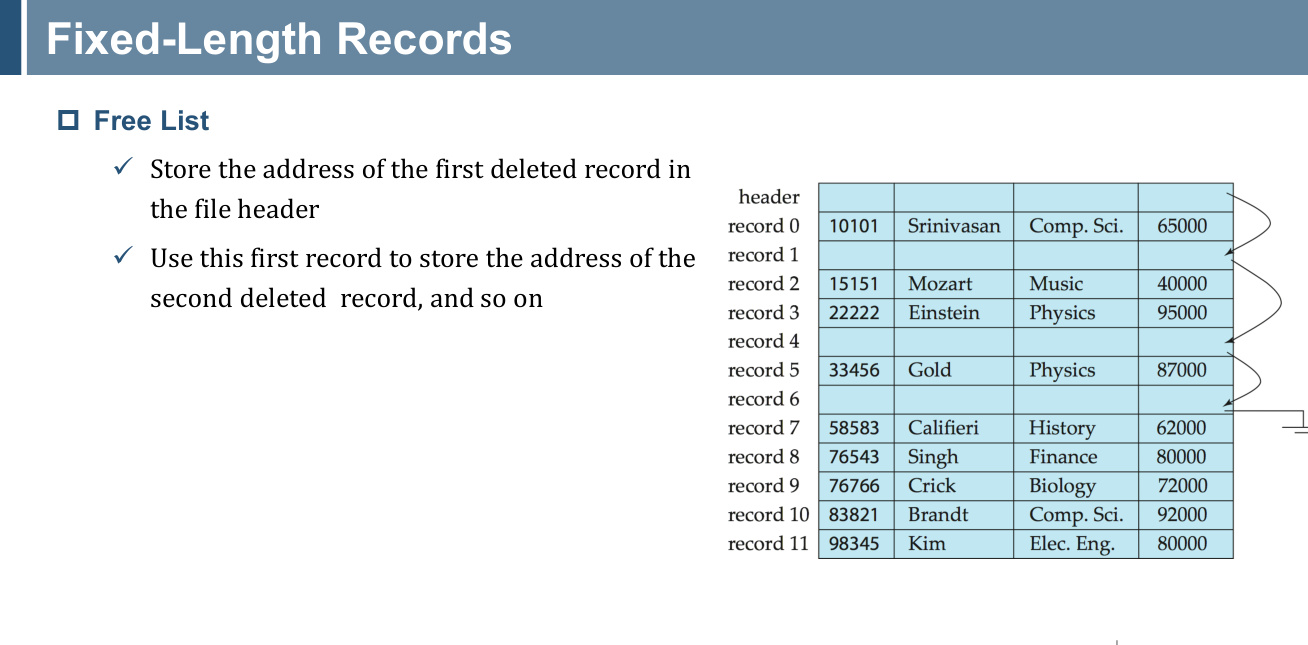 Fixed-Length Records
Free List
Store the address of the first deleted record in
the file header
Use this first record to store the address of the
second deleted record, and so on
header
record 0 10101 Srinivasan Comp. Sci. 65000
record 1
record 2 15151 Mozart Music 40000
record 3 22222 Einstein Physics 95000
record 4
record 5 33456 Gold Physics 87000
record 6
record 7 58583 Califieri History 62000
record 8 76543 Singh Finance 80000
record 9 76766 Crick Biology 72000
record 10 83821 Brandt Comp. Sci. 92000
record 11 98345 Kim Elec. Eng. 80000